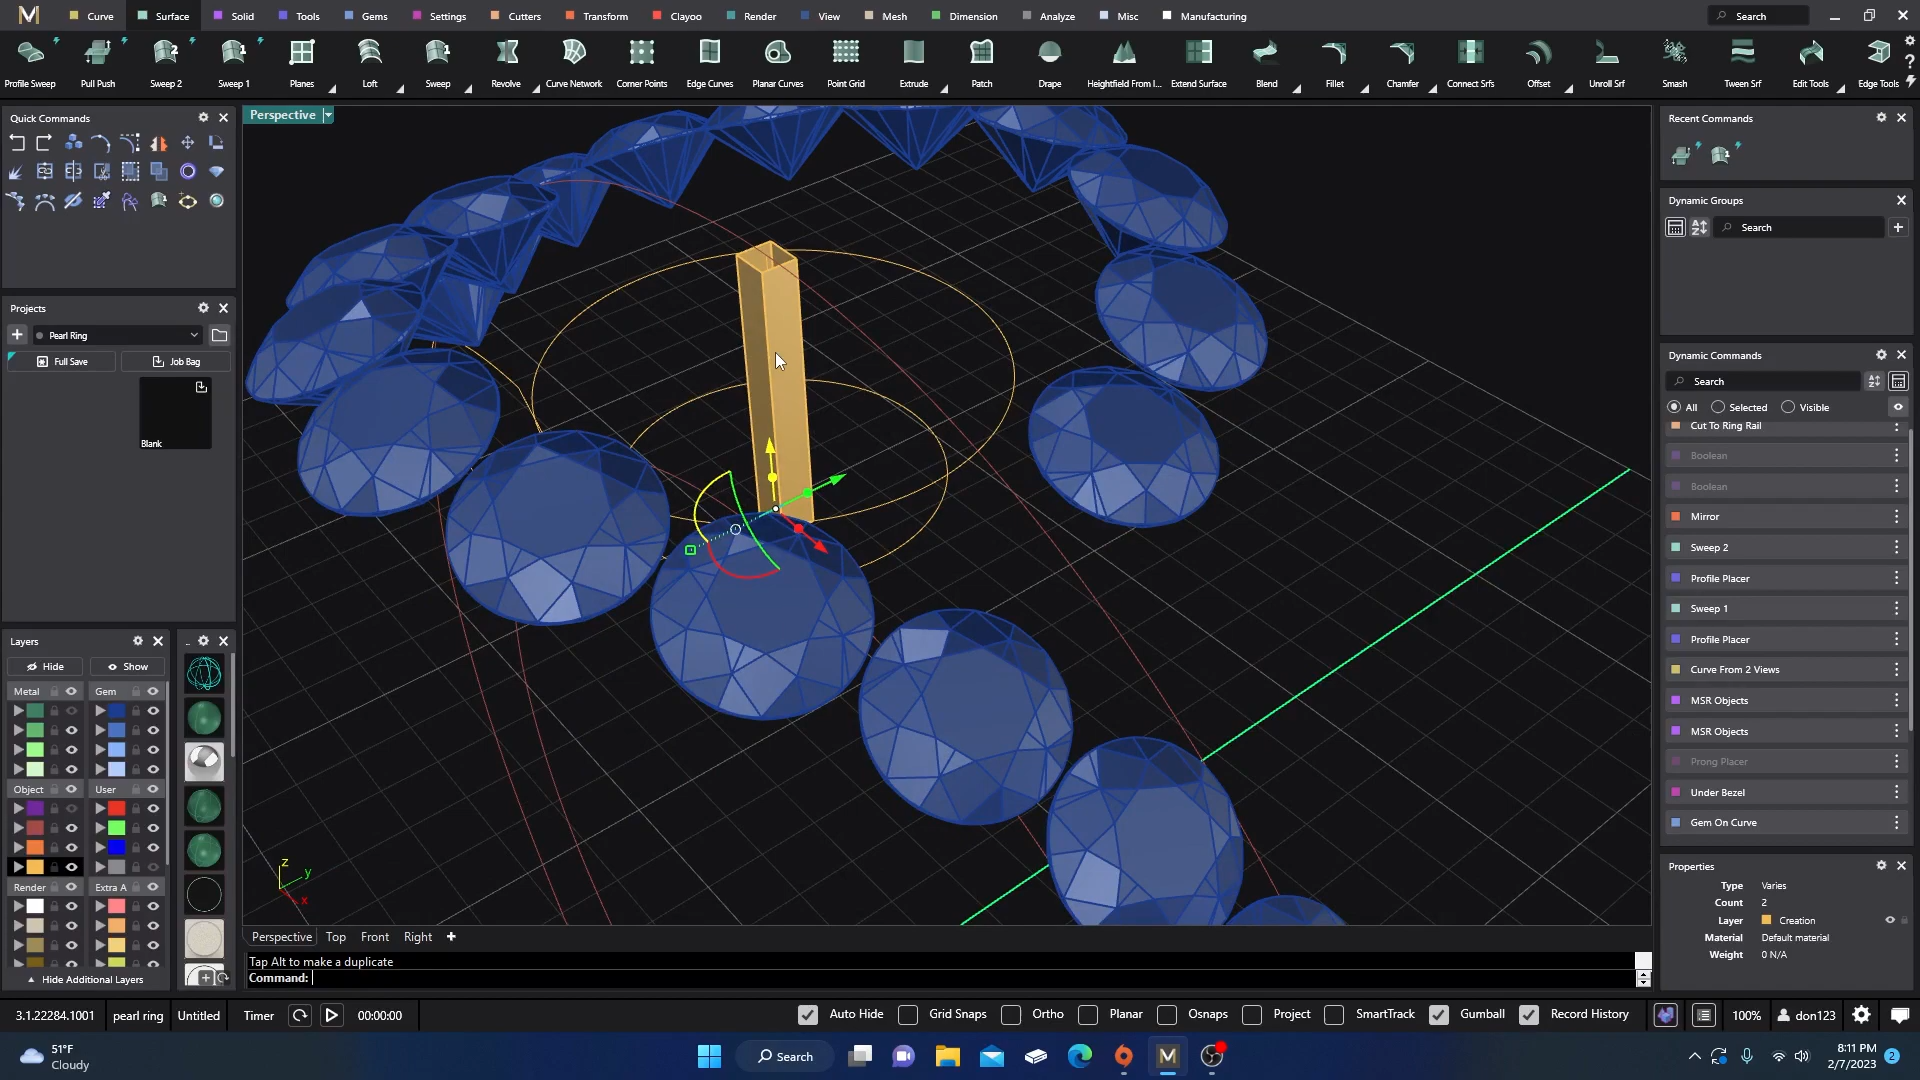 Curve
Surface
Solid
Tools
Gems
Settings
Cutters
Transform
Clayoo
Render
View
Mesh
Dimension
Analyze
Misc
Manufacturing
Search
Profile Sweep
Pull Push
2
Sweep 2
1
Sweep 1
Planes
Loft
1
Sweep
Revolve
Curve Network
Corner Points
Edge Curves
Planar Curves
Point Grid
Extrude
Patch
Drape
Heightfield From I...
Extend Surface
Blend
Fillet
Chamfer
Connect Srfs
Offset
Unroll Srf
Smash
Tween Srf
Edit Tools
Edge Tools
Quick Commands
Projects
Pearl Ring
Full Save
Job Bag
Blank
Layers
Hide
Show
Metal
Gem
Object
User
Render
Extra A
Hide Additional Layers
Perspective
z
y
x
Perspective
Top
Front
Right
Tap Alt to make a duplicate
Command:
Recent Commands
1
Dynamic Groups
Search
Dynamic Commands
Search
All
Selected
Visible
Cut To Ring Rail
Boolean
Boolean
Mirror
Sweep 2
Profile Placer
Sweep 1
Profile Placer
Curve From 2 Views
MSR Objects
MSR Objects
Prong Placer
Under Bezel
Gem On Curve
Properties
Type Varies
Count 2
Layer Creation
Material Default material
Weight 0 N/A
3.1.22284.1001
pearl ring
Untitled
Timer
00:00:00
Auto Hide
Grid Snaps
Ortho
Planar
Osnaps
Project
SmartTrack
Gumball
Record History
100%
don123
51°F
Cloudy
Search
8:11 PM
2/7/2023
2